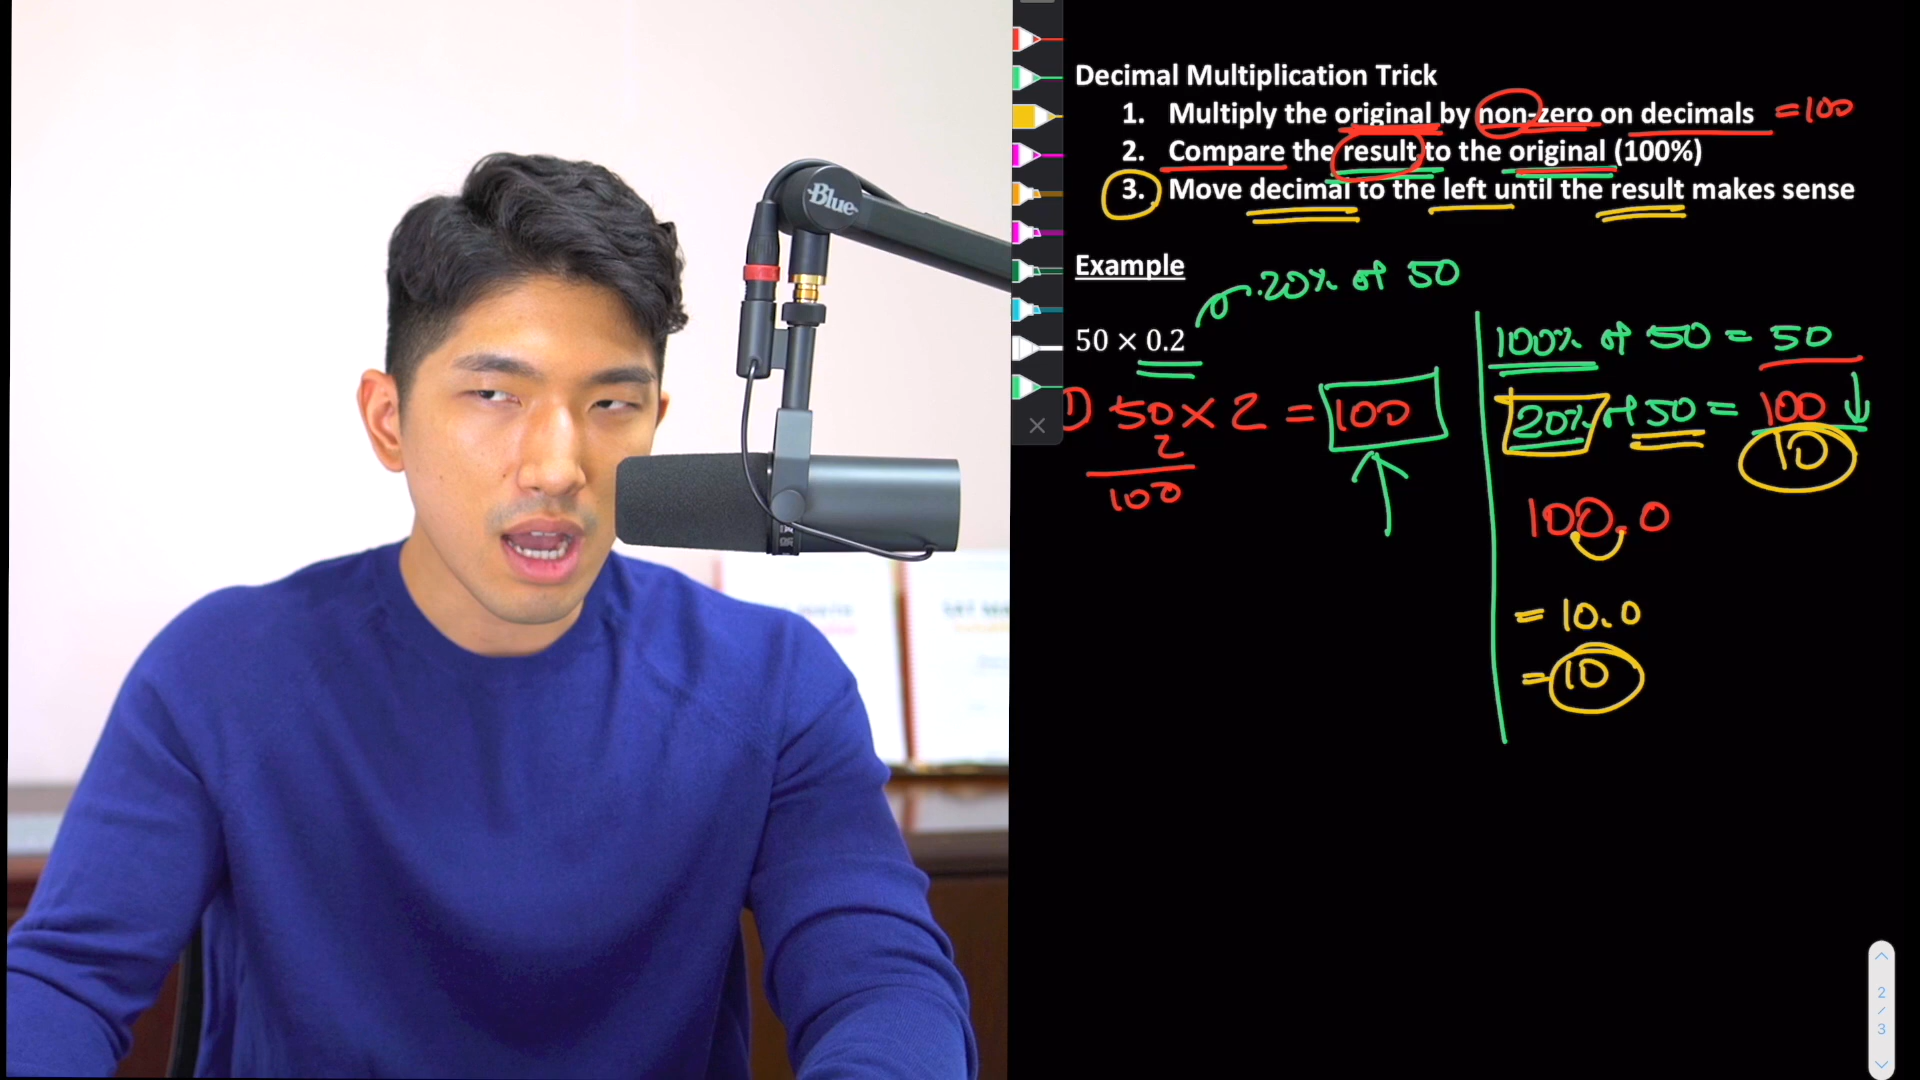 Blue
Decimal Multiplication Trick
1. Multiply the original by non-zero on decimals =100
2. Compare the result to the original (100%)
3. Move decimal to the left until the result makes sense
Example
20% of 50
50 × 0.2
1) 50 × 2 = 100
2
100
100% of 50 = 50
20% of 50 = 100
10
100.0
= 10.0
= 10
2
/
3